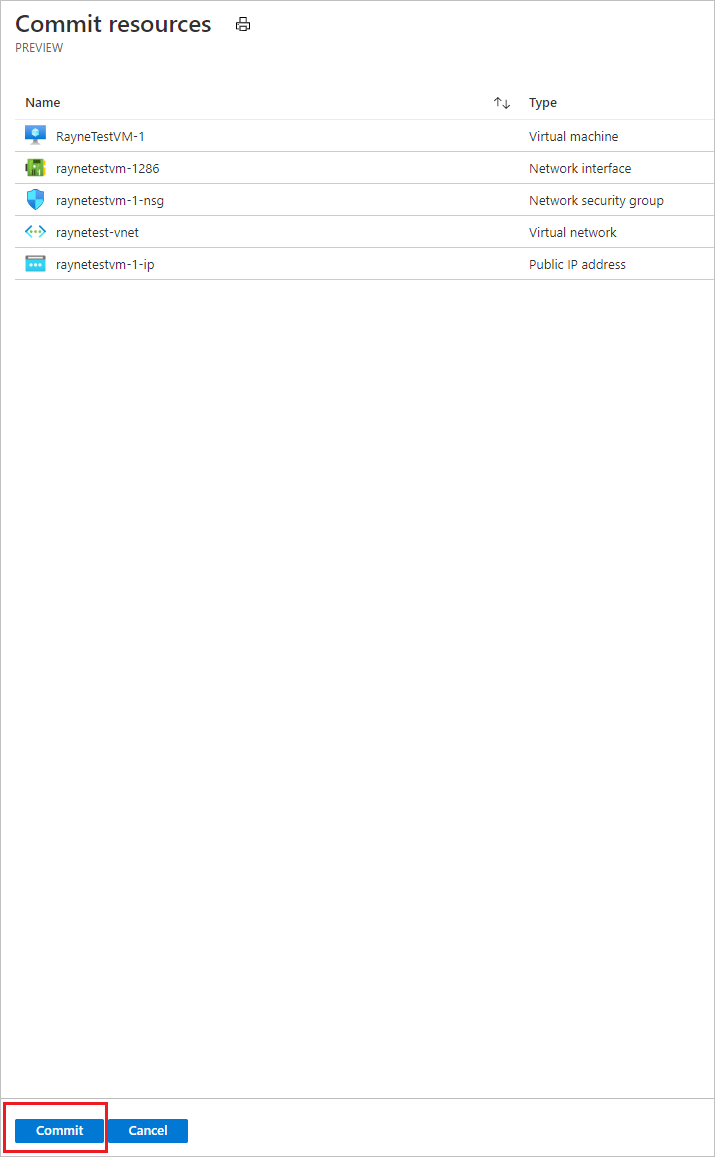 Commit resources
PREVIEW
Name Type
RayneTestVM-1 Virtual machine
raynetestvm-1286 Network interface
raynetestvm-1-nsg Network security group
raynetest-vnet Virtual network
raynetestvm-1-ip Public IP address
Commit Cancel